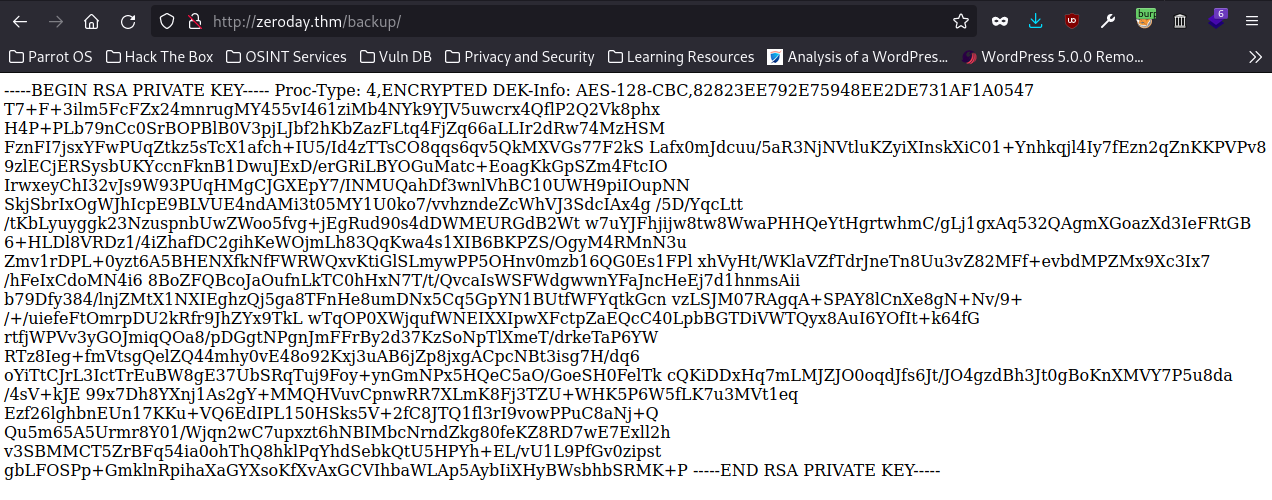 http://zeroday.thm/backup/
Parrot OS Hack The Box OSINT Services Vuln DB Privacy and Security Learning Resources Analysis of a WordPress… WordPress 5.0.0 Remo…
-----BEGIN RSA PRIVATE KEY----- Proc-Type: 4,ENCRYPTED DEK-Info: AES-128-CBC,82823EE792E75948EE2DE731AF1A0547
T7+F+3ilm5FcFZx24mnrugMY455vI461ziMb4NYk9YJV5uwcrx4QflP2Q2Vk8phx
H4P+PLb79nCc0SrBOPBlB0V3pjLJbf2hKbZazFLtq4FjZq66aLLIr2dRw74MzHSM
FznFI7jsxYFwPUqZtkz5sTcX1afch+IU5/Id4zTTsCO8qqs6qv5QkMXVGs77F2kS Lafx0mJdcuu/5aR3NjNVtluKZyiXInskXiC01+Ynhkqjl4Iy7fEzn2qZnKKPVPv8
9zlECjERSysbUKYccnFknB1DwuJExD/erGRiLBYOGuMatc+EoagKkGpSZm4FtcIO
IrwxeyChI32vJs9W93PUqHMgCJGXEpY7/INMUQahDf3wnlVhBC10UWH9piIOupNN
SkjSbrIxOgWJhIcpE9BLVUE4ndAMi3t05MY1U0ko7/vvhzndeZcWhVJ3SdcIAx4g /5D/YqcLtt
/tKbLyuyggk23NzuspnbUwZWoo5fvg+jEgRud90s4dDWMEURGdB2Wt w7uYJFhjijw8tw8WwaPHHQeYtHgrtwhmC/gLj1gxAq532QAgmXGoazXd3IeFRtGB
6+HLDl8VRDz1/4iZhafDC2gihKeWOjmLh83QqKwa4s1XIB6BKPZS/OgyM4RMnN3u
Zmv1rDPL+0yzt6A5BHENXfkNfFWRWQxvKtiGlSLmywPP5OHnv0mzb16QG0Es1FPl xhVyHt/WKlaVZfTdrJneTn8Uu3vZ82MFf+evbdMPZMx9Xc3Ix7
/hFeIxCdoMN4i6 8BoZFQBcoJaOufnLkTC0hHxN7T/t/QvcaIsWSFWdgwwnYFaJncHeEj7d1hnmsAii
b79Dfy384/lnjZMtX1NXIEghzQj5ga8TFnHe8umDNx5Cq5GpYN1BUtfWFYqtkGcn vzLSJM07RAgqA+SPAY8lCnXe8gN+Nv/9+
/+/uiefeFtOmrpDU2kRfr9JhZYx9TkL wTqOP0XWjqufWNEIXXIpwXFctpZaEQcC40LpbBGTDiVWTQyx8AuI6YOfIt+k64fG
rtfjWPVv3yGOJmiqQOa8/pDGgtNPgnJmFFrBy2d37KzSoNpTlXmeT/drkeTaP6YW
RTz8Ieg+fmVtsgQelZQ44mhy0vE48o92Kxj3uAB6jZp8jxgACpcNBt3isg7H/dq6
oYiTtCJrL3IctTrEuBW8gE37UbSRqTuj9Foy+ynGmNPx5HQeC5aO/GoeSH0FelTk cQKiDDxHq7mLMJZJO0oqdJfs6Jt/JO4gzdBh3Jt0gBoKnXMVY7P5u8da
/4sV+kJE 99x7Dh8YXnj1As2gY+MMQHVuvCpnwRR7XLmK8Fj3TZU+WHK5P6W5fLK7u3MVt1eq
Ezf26lghbnEUn17KKu+VQ6EdIPL150HSks5V+2fC8JTQ1fl3rI9vowPPuC8aNj+Q
Qu5m65A5Urmr8Y01/Wjqn2wC7upxzt6hNBIMbcNrndZkg80feKZ8RD7wE7Exll2h
v3SBMMCT5ZrBFq54ia0ohThQ8hklPqYhdSebkQtU5HPYh+EL/vU1L9PfGv0zipst
gbLFOSPp+GmklnRpihaXaGYXsoKfXvAxGCVIhbaWLAp5AybIiXHyBWsbhbSRMK+P -----END RSA PRIVATE KEY-----